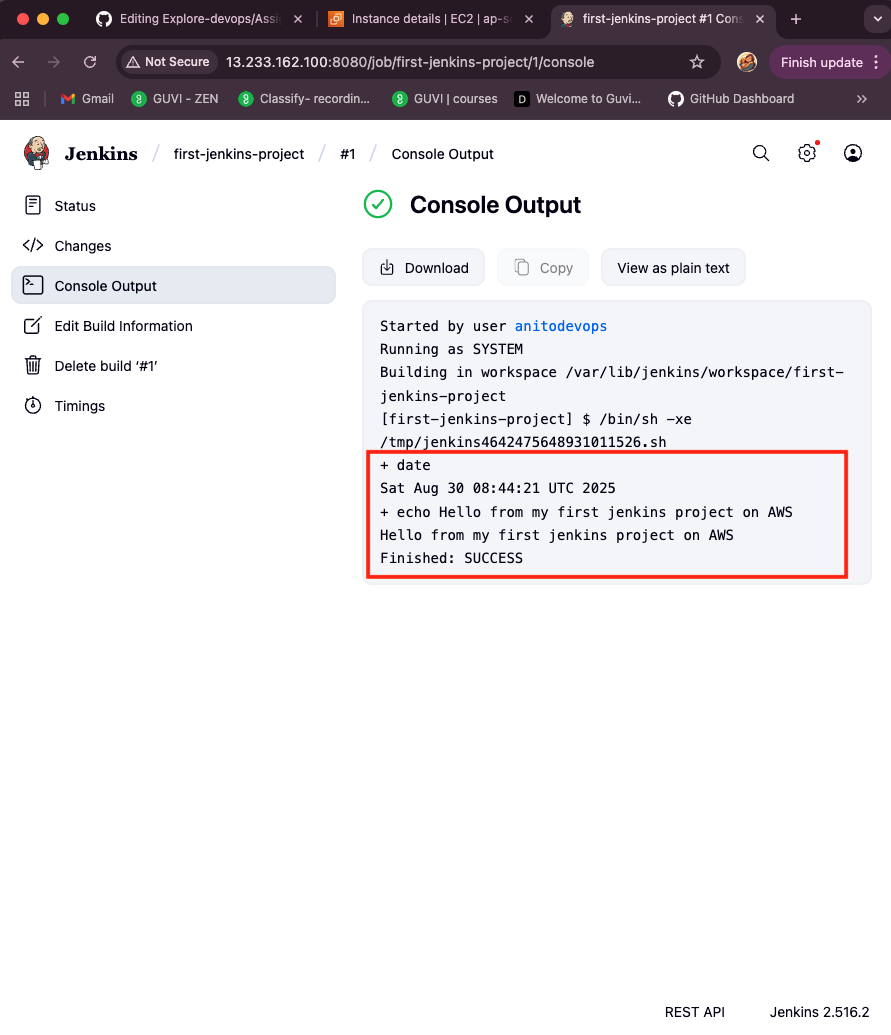 Editing Explore-devops/Assi
Instance details | EC2 | ap-so
first-jenkins-project #1 Cons
Not Secure
13.233.162.100:8080/job/first-jenkins-project/1/console
Finish update
Gmail
GUVI - ZEN
Classify- recordin...
GUVI | courses
D
Welcome to Guvi...
GitHub Dashboard
Jenkins / first-jenkins-project / #1 / Console Output
Status
Changes
Console Output
Edit Build Information
Delete build ‘#1’
Timings
Console Output
Download
Copy
View as plain text
Started by user anitodevops
Running as SYSTEM
Building in workspace /var/lib/jenkins/workspace/first-
jenkins-project
[first-jenkins-project] $ /bin/sh -xe
/tmp/jenkins4642475648931011526.sh
+ date
Sat Aug 30 08:44:21 UTC 2025
+ echo Hello from my first jenkins project on AWS
Hello from my first jenkins project on AWS
Finished: SUCCESS
REST API
Jenkins 2.516.2